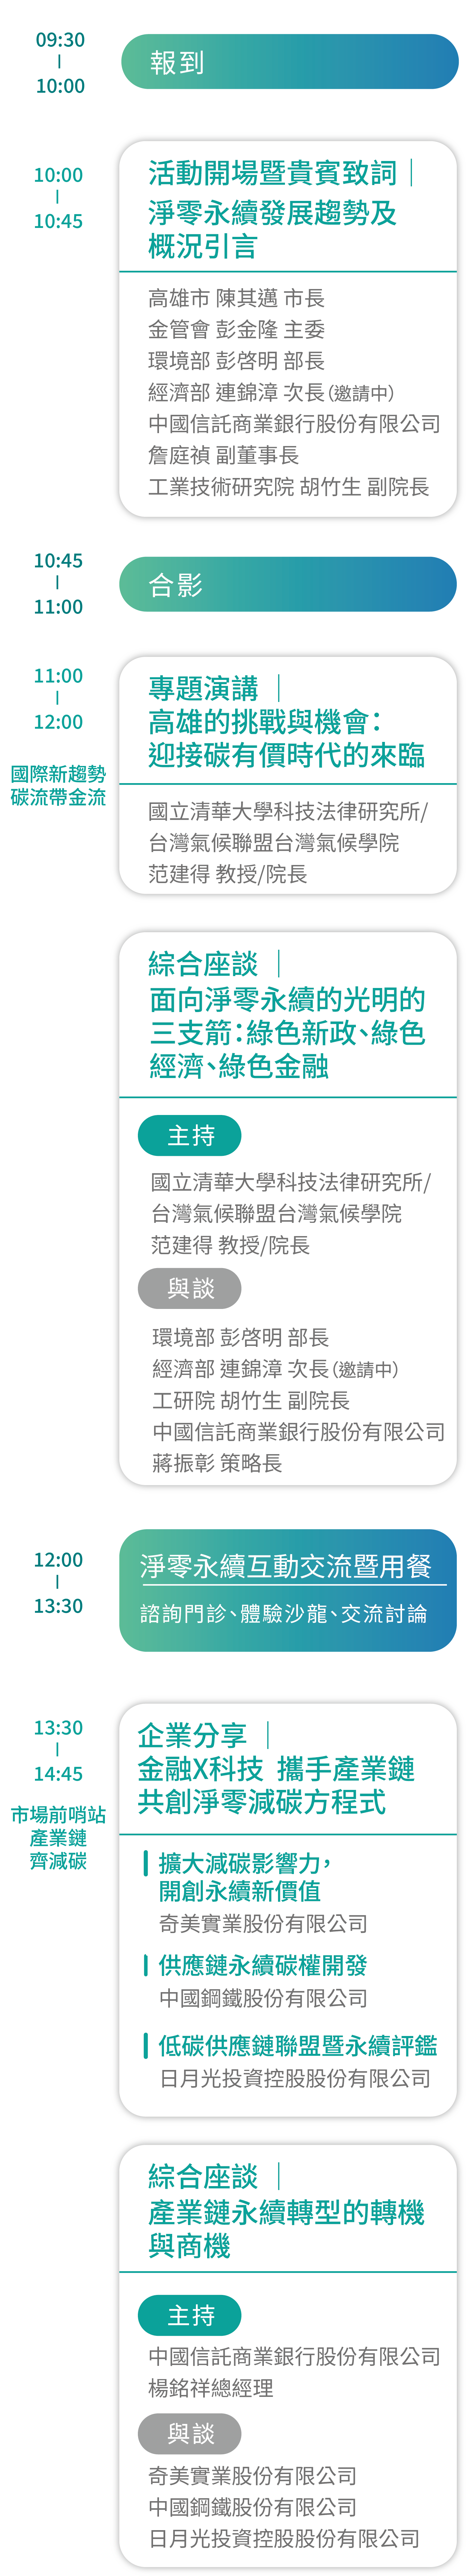 09:30
|
10:00
報到
10:00
|
10:45
活動開場暨貴賓致詞｜
淨零永續發展趨勢及
概況引言
高雄市 陳其邁 市長
金管會 彭金隆 主委
環境部 彭啓明 部長
經濟部 連錦漳 次長(邀請中)
中國信託商業銀行股份有限公司
詹庭禎 副董事長
工業技術研究院 胡竹生 副院長
10:45
|
11:00
合影
11:00
|
12:00
國際新趨勢
碳流帶金流
專題演講｜
高雄的挑戰與機會：
迎接碳有價時代的來臨
國立清華大學科技法律研究所/
台灣氣候聯盟台灣氣候學院
范建得 教授/院長
綜合座談｜
面向淨零永續的光明的
三支箭：綠色新政、綠色
經濟、綠色金融
主持
國立清華大學科技法律研究所/
台灣氣候聯盟台灣氣候學院
范建得 教授/院長
與談
環境部 彭啓明 部長
經濟部 連錦漳 次長(邀請中)
工研院 胡竹生 副院長
中國信託商業銀行股份有限公司
蔣振彰 策略長
12:00
|
13:30
淨零永續互動交流暨用餐
諮詢門診、體驗沙龍、交流討論
13:30
|
14:45
市場前哨站
產業鏈
齊減碳
企業分享｜
金融X科技 攜手產業鏈
共創淨零減碳方程式
擴大減碳影響力，
開創永續新價值
奇美實業股份有限公司
供應鏈永續碳權開發
中國鋼鐵股份有限公司
低碳供應鏈聯盟暨永續評鑑
日月光投資控股股份有限公司
綜合座談｜
產業鏈永續轉型的轉機
與商機
主持
中國信託商業銀行股份有限公司
楊銘祥總經理
與談
奇美實業股份有限公司
中國鋼鐵股份有限公司
日月光投資控股股份有限公司